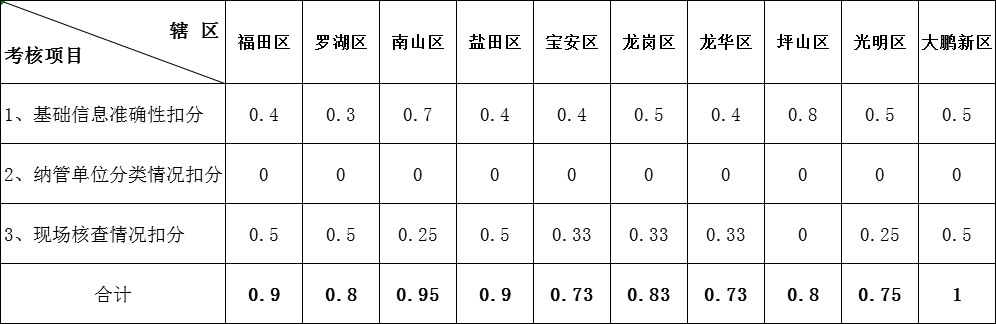 辖 区
考核项目
福田区 罗湖区 南山区 盐田区 宝安区 龙岗区 龙华区 坪山区 光明区 大鹏新区
1、基础信息准确性扣分 0.4 0.3 0.7 0.4 0.4 0.5 0.4 0.8 0.5 0.5
2、纳管单位分类情况扣分 0 0 0 0 0 0 0 0 0 0
3、现场核查情况扣分 0.5 0.5 0.25 0.5 0.33 0.33 0.33 0 0.25 0.5
合计 0.9 0.8 0.95 0.9 0.73 0.83 0.73 0.8 0.75 1